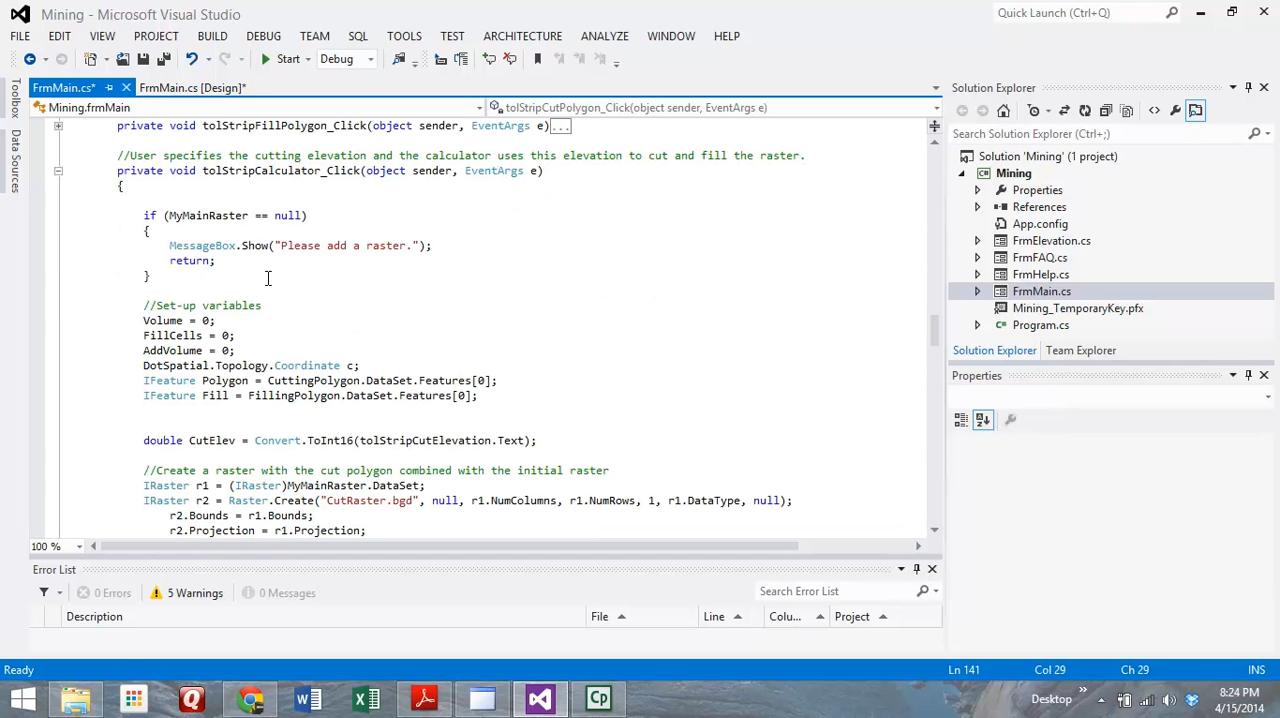 Mining - Microsoft Visual Studio
Quick Launch (Ctrl+Q)
FILE EDIT VIEW PROJECT BUILD DEBUG TEAM SQL TOOLS TEST ARCHITECTURE ANALYZE WINDOW HELP
Start Debug
FrmMain.cs* FrmMain.cs [Design]*
Mining.frmMain tolStripCutPolygon_Click(object sender, EventArgs e)
Toolbox
Data Sources
private void tolStripFillPolygon_Click(object sender, EventArgs e)...
//User specifies the cutting elevation and the calculator uses this elevation to cut and fill the raster.
private void tolStripCalculator_Click(object sender, EventArgs e)
{
if (MyMainRaster == null)
{
MessageBox.Show("Please add a raster.");
return;
}
//Set-up variables
Volume = 0;
FillCells = 0;
AddVolume = 0;
DotSpatial.Topology.Coordinate c;
IFeature Polygon = CuttingPolygon.DataSet.Features[0];
IFeature Fill = FillingPolygon.DataSet.Features[0];
double CutElev = Convert.ToInt16(tolStripCutElevation.Text);
//Create a raster with the cut polygon combined with the initial raster
IRaster r1 = (IRaster)MyMainRaster.DataSet;
IRaster r2 = Raster.Create("CutRaster.bgd", null, r1.NumColumns, r1.NumRows, 1, r1.DataType, null);
r2.Bounds = r1.Bounds;
r2.Projection = r1.Projection;
100 %
Error List
0 Errors 5 Warnings 0 Messages
Search Error List
Description File Line Colu... Project
Solution Explorer
Search Solution Explorer (Ctrl+;)
Solution 'Mining' (1 project)
Mining
Properties
References
App.config
FrmElevation.cs
FrmFAQ.cs
FrmHelp.cs
FrmMain.cs
Mining_TemporaryKey.pfx
Program.cs
Solution Explorer Team Explorer
Properties
Ready
Ln 141 Col 29 Ch 29 INS
Desktop
8:24 PM
4/15/2014